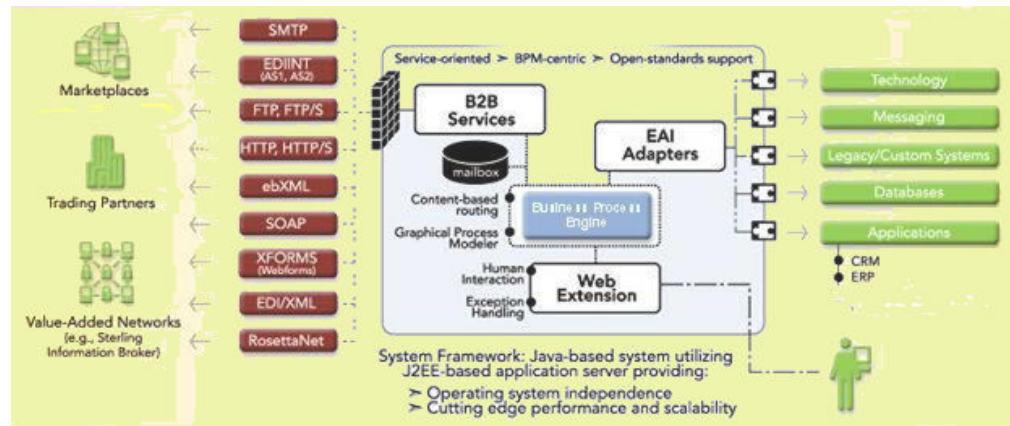 Marketplaces
Trading Partners
Value-Added Networks
(e.g., Sterling
Information Broker)
SMTP
EDIINT
(AS1, AS2)
FTP, FTP/S
HTTP, HTTP/S
ebXML
SOAP
XFORMS
(Webforms)
EDI/XML
RosettaNet
Service-oriented ➣ BPM-centric ➣ Open-standards support
B2B
Services
mailbox
EAI
Adapters
Content-based
routing
Graphical Process
Modeler
Business Process
Engine
Human
Interaction
Exception
Handling
Web
Extension
System Framework: Java-based system utilizing
J2EE-based application server providing:
➣ Operating system independence
➣ Cutting edge performance and scalability
Technology
Messaging
Legacy/Custom Systems
Databases
Applications
CRM
ERP